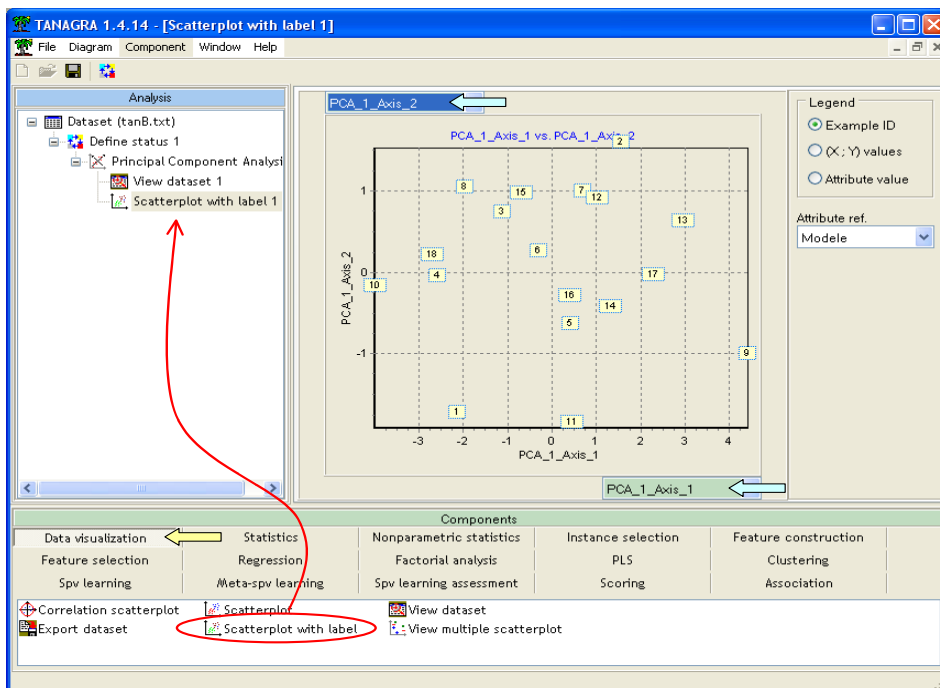 TANAGRA 1.4.14 - [Scatterplot with label 1]
File Diagram Component Window Help
Analysis
Dataset (tanB.txt)
Define status 1
Principal Component Analysi
View dataset 1
Scatterplot with label 1
PCA_1_Axis_2
PCA_1_Axis_1 vs. PCA_1_Axis_2
2
8
15
7
12
1
3
13
6
18
4
0
17
10
16
14
5
-1
9
1
11
PCA_1_Axis_2
-3 -2 -1 0 1 2 3 4
PCA_1_Axis_1
PCA_1_Axis_1
Legend
Example ID
(X ; Y) values
Attribute value
Attribute ref.
Modele
Components
Data visualization Statistics Nonparametric statistics Instance selection Feature construction
Feature selection Regression Factorial analysis PLS Clustering
Spv learning Meta-spv learning Spv learning assessment Scoring Association
Correlation scatterplot Scatterplot View dataset
Export dataset Scatterplot with label View multiple scatterplot